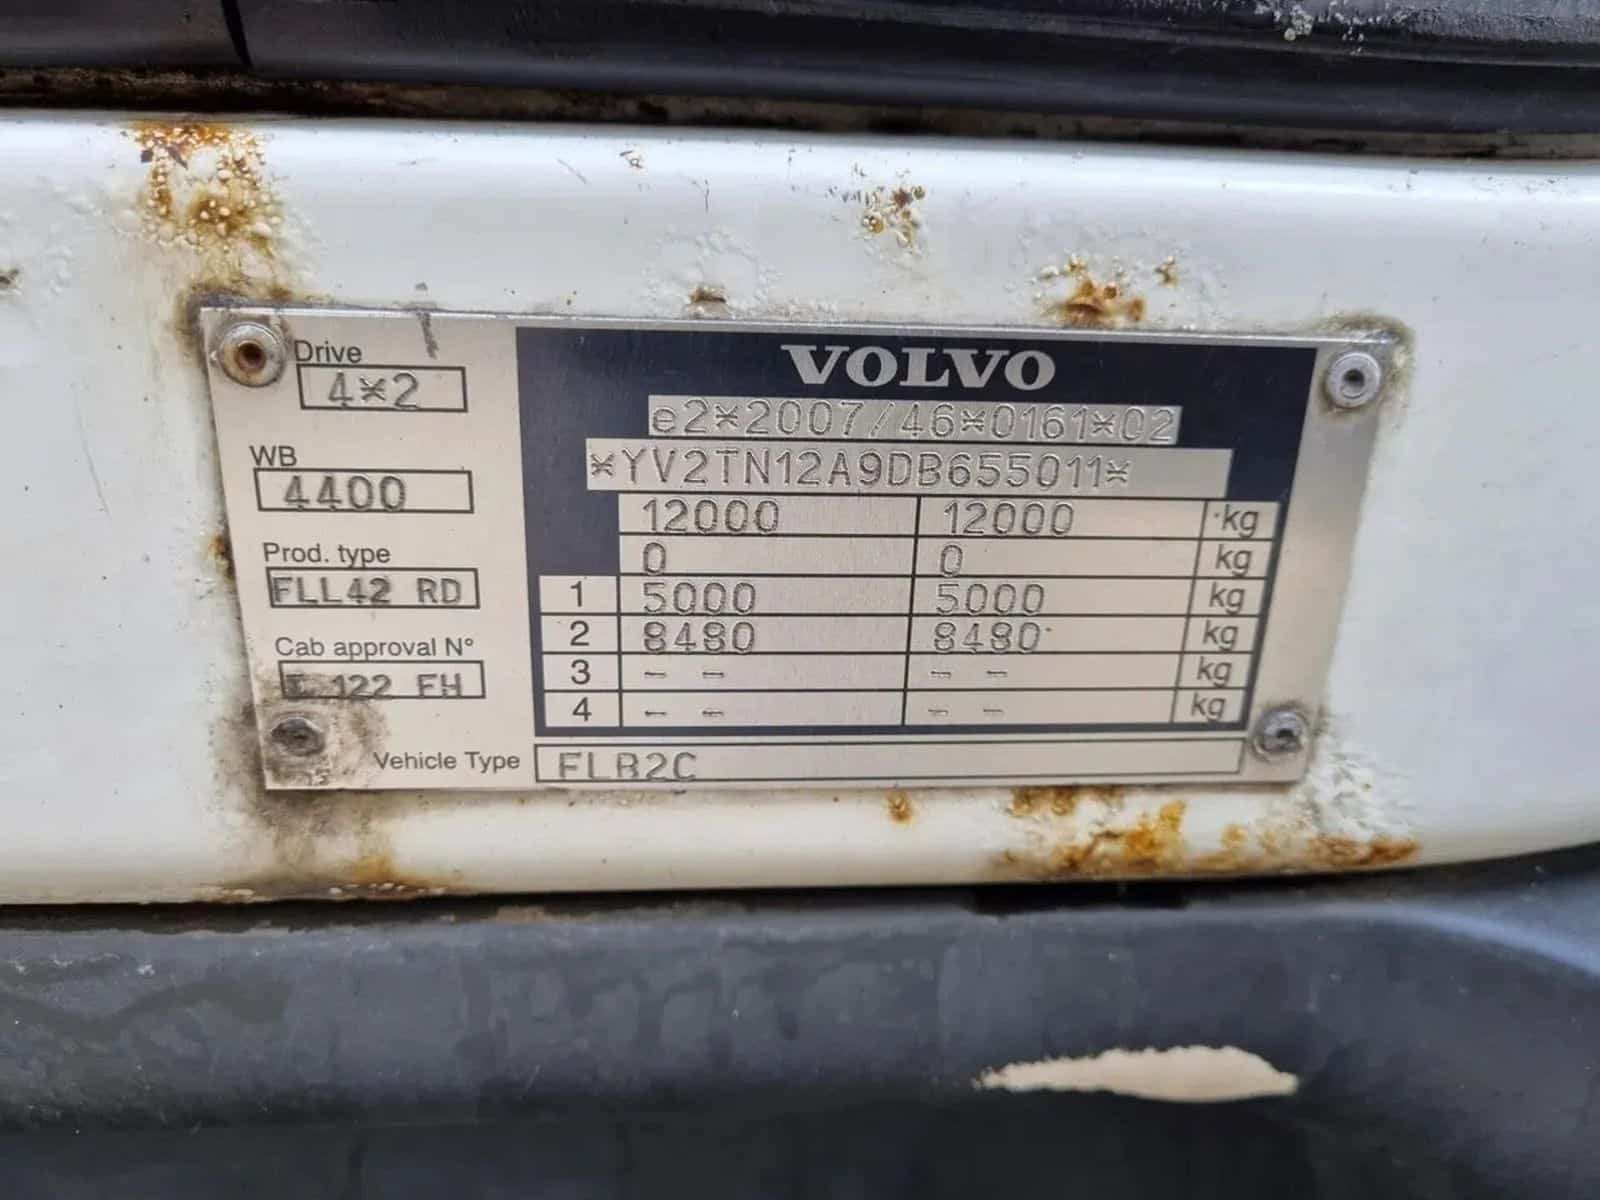 Drive
4*2
WB
4400
Prod. type
FLL42 RD
Cab approval N°
122 FH
VOLVO
e2*2007/46*0161*02
*YV2TN12A9DB655011*
12000 12000 kg
0 0 kg
1 5000 5000 kg
2 8480 8480 kg
3 - - - - kg
4 - - - - kg
Vehicle Type FLB2C